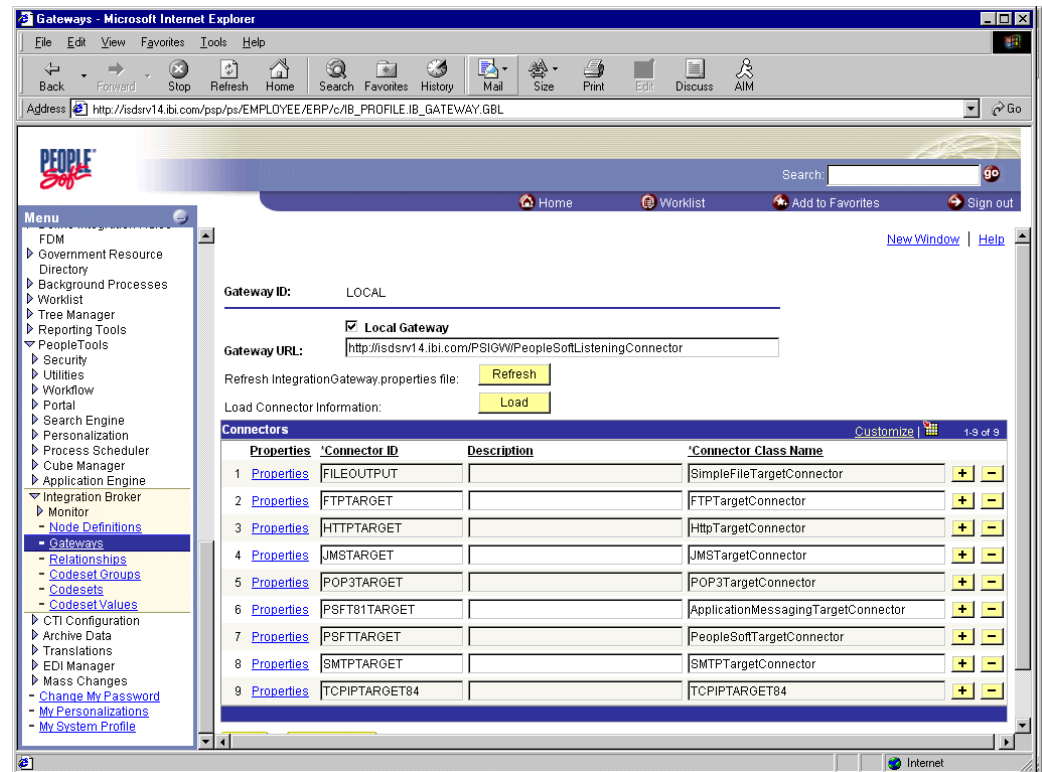 Gateways - Microsoft Internet Explorer
File Edit View Favorites Tools Help
Back Forward Stop Refresh Home Search Favorites History Mail Size Print Edit Discuss AIM
Address http://isdsrv14.ibi.com/psp/ps/EMPLOYEE/ERP/c/IB_PROFILE.IB_GATEWAY.GBL Go
PEOPLE
Soft
Search: go
Home Worklist Add to Favorites Sign out
Menu
FDM
Government Resource
Directory
Background Processes
Worklist
Tree Manager
Reporting Tools
PeopleTools
Security
Utilities
Workflow
Portal
Search Engine
Personalization
Process Scheduler
Cube Manager
Application Engine
Integration Broker
Monitor
- Node Definitions
- Gateways
- Relationships
- Codeset Groups
- Codesets
- Codeset Values
CTI Configuration
Archive Data
Translations
EDI Manager
Mass Changes
- Change My Password
- My Personalizations
- My System Profile
New Window | Help
Gateway ID: LOCAL
Local Gateway
Gateway URL: http://isdsrv14.ibi.com/PSIGW/PeopleSoftListeningConnector
Refresh IntegrationGateway.properties file: Refresh
Load Connector Information: Load
Connectors Customize | 1-9 of 9
Properties *Connector ID Description *Connector Class Name
1 Properties FILEOUTPUT SimpleFileTargetConnector + -
2 Properties FTPTARGET FTPTargetConnector + -
3 Properties HTTPTARGET HttpTargetConnector + -
4 Properties JMSTARGET JMSTargetConnector + -
5 Properties POP3TARGET POP3TargetConnector + -
6 Properties PSFT81TARGET ApplicationMessagingTargetConnector + -
7 Properties PSFTTARGET PeopleSoftTargetConnector + -
8 Properties SMTPTARGET SMTPTargetConnector + -
9 Properties TCPIPTARGET84 TCPIPTARGET84 + -
Internet